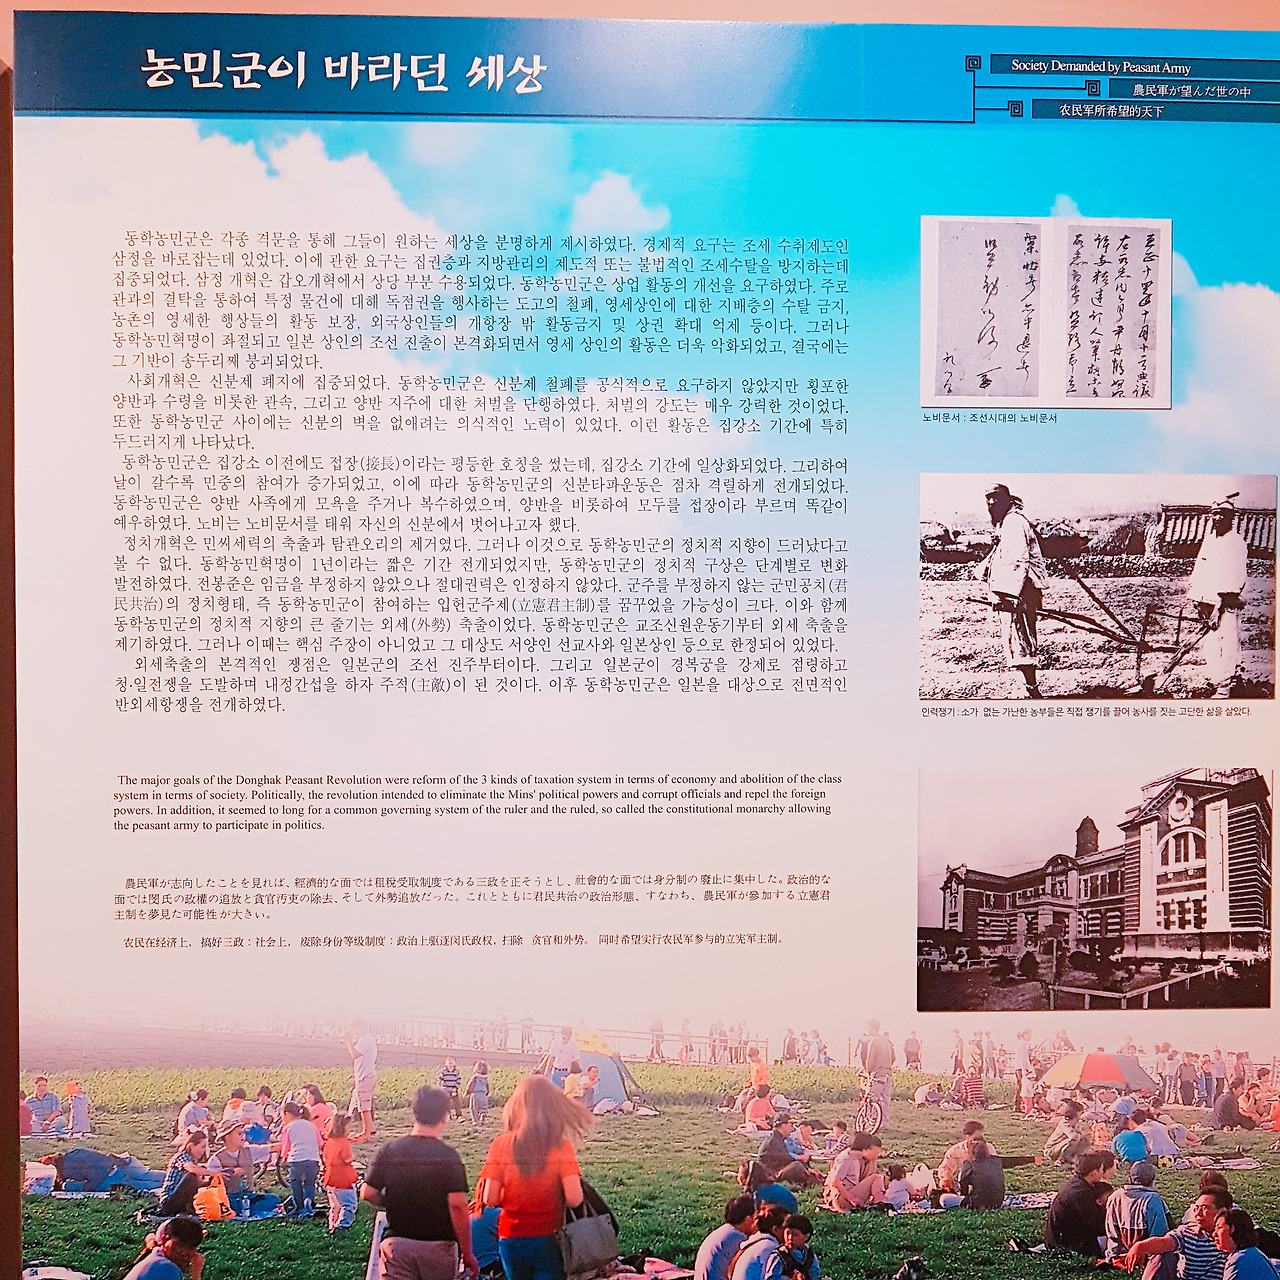 농민군이 바라던 세상
Society Demanded by Peasant Army
農民軍が望んだ世の中
农民军所希望的天下
동학농민군은 각종 격문을 통해 그들이 원하는 세상을 분명하게 제시하였다. 경제적 요구는 조세 수취제도인
삼정을 바로잡는데 있었다. 이에 관한 요구는 집권층과 지방관리의 제도적 또는 불법적인 조세수탈을 방지하는데
집중되었다. 삼정 개혁은 갑오개혁에서 상당 부분 수용되었다. 동학농민군은 상업 활동의 개선을 요구하였다. 주로
관과의 결탁을 통하여 특정 물건에 대해 독점권을 행사하는 도고의 철폐, 영세상인에 대한 지배층의 수탈 금지,
농촌의 영세한 행상들의 활동 보장, 외국상인들의 개항장 밖 활동금지 및 상권 확대 억제 등이다. 그러나
동학농민혁명이 좌절되고 일본 상인의 조선 진출이 본격화되면서 영세 상인의 활동은 더욱 악화되었고, 결국에는
그 기반이 송두리째 붕괴되었다.
사회개혁은 신분제 폐지에 집중되었다. 동학농민군은 신분제 철폐를 공식적으로 요구하지 않았지만 횡포한
양반과 수령을 비롯한 관속, 그리고 양반 지주에 대한 처벌을 단행하였다. 처벌의 강도는 매우 강력한 것이었다.
또한 동학농민군 사이에는 신분의 벽을 없애려는 의식적인 노력이 있었다. 이런 활동은 집강소 기간에 특히
두드러지게 나타났다.
동학농민군은 집강소 이전에도 접장(接長)이라는 평등한 호칭을 썼는데, 집강소 기간에 일상화되었다. 그리하여
날이 갈수록 민중의 참여가 증가되었고, 이에 따라 동학농민군의 신분타파운동은 점차 격렬하게 전개되었다.
동학농민군은 양반 사족에게 모욕을 주거나 복수하였으며, 양반을 비롯하여 모두를 접장이라 부르며 똑같이
예우하였다. 노비는 노비문서를 태워 자신의 신분에서 벗어나고자 했다.
정치개혁은 민씨세력의 축출과 탐관오리의 제거였다. 그러나 이것으로 동학농민군의 정치적 지향이 드러났다고
볼 수 없다. 동학농민혁명이 1년이라는 짧은 기간 전개되었지만, 동학농민군의 정치적 구상은 단계별로 변화
발전하였다. 전봉준은 임금을 부정하지 않았으나 절대권력은 인정하지 않았다. 군주를 부정하지 않는 군민공치(君
民共治)의 정치형태, 즉 동학농민군이 참여하는 입헌군주제(立憲君主制)를 꿈꾸었을 가능성이 크다. 이와 함께
동학농민군의 정치적 지향의 큰 줄기는 외세(外勢) 축출이었다. 동학농민군은 교조신원운동기부터 외세 축출을
제기하였다. 그러나 이때는 핵심 주장이 아니었고 그 대상도 서양인 선교사와 일본상인 등으로 한정되어 있었다.
외세축출의 본격적인 쟁점은 일본군의 조선 진주부터이다. 그리고 일본군이 경복궁을 강제로 점령하고
청·일전쟁을 도발하며 내정간섭을 하자 주적(主敵)이 된 것이다. 이후 동학농민군은 일본을 대상으로 전면적인
반외세항쟁을 전개하였다.
The major goals of the Donghak Peasant Revolution were reform of the 3 kinds of taxation system in terms of economy and abolition of the class
system in terms of society. Politically, the revolution intended to eliminate the Mins' political powers and corrupt officials and repel the foreign
powers. In addition, it seemed to long for a common governing system of the ruler and the ruled, so called the constitutional monarchy allowing
the peasant army to participate in politics.
農民軍が志向したことを見れば、經濟的な面では租稅受取制度である三政を正そうとし、社會的な面では身分制の 廢止に集中した。政治的な
面では閔氏の政權の追放と貪官汚吏の除去、そして外勢追放だった。これとともに君民共治の政治形態、すなわち、農民軍が參加する立憲君
主制を夢見た可能性が大きい。
农民在经济上，搞好三政：社会上， 废除身份等级制度：政治上驱逐闵氏政权，扫除 贪官和外势。 同时希望实行农民军参与的立宪军主制。
노비문서 : 조선시대의 노비문서
인력쟁기 : 소가 없는 가난한 농부들은 직접 쟁기를 끌어 농사를 짓는 고단한 삶을 살았다.